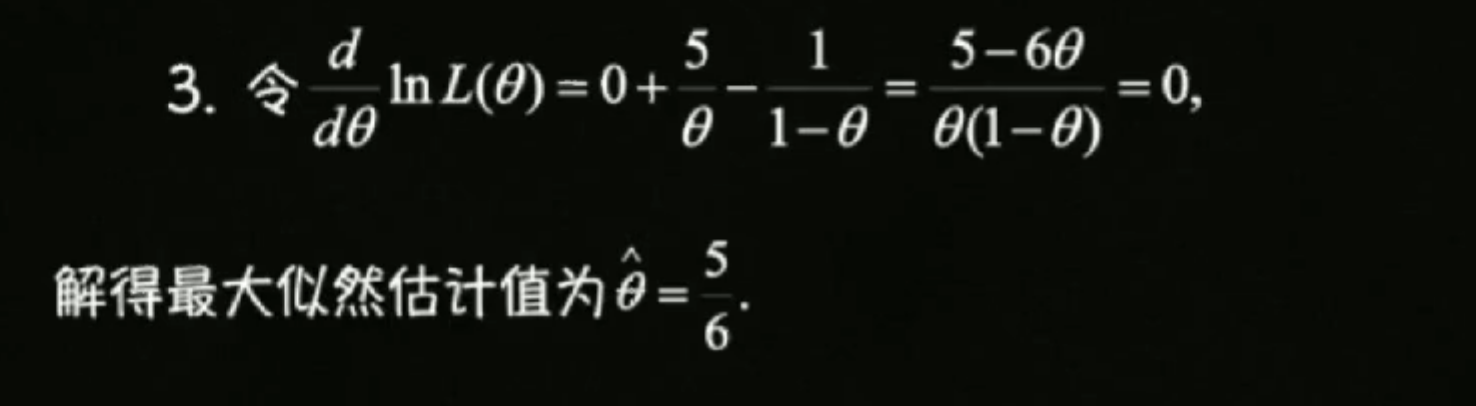 3. 令 d/dθ ln L(θ) = 0 + 5/θ − 1/(1−θ) = (5−6θ)/(θ(1−θ)) = 0,
解得最大似然估计值为 θ̂ = 5/6.